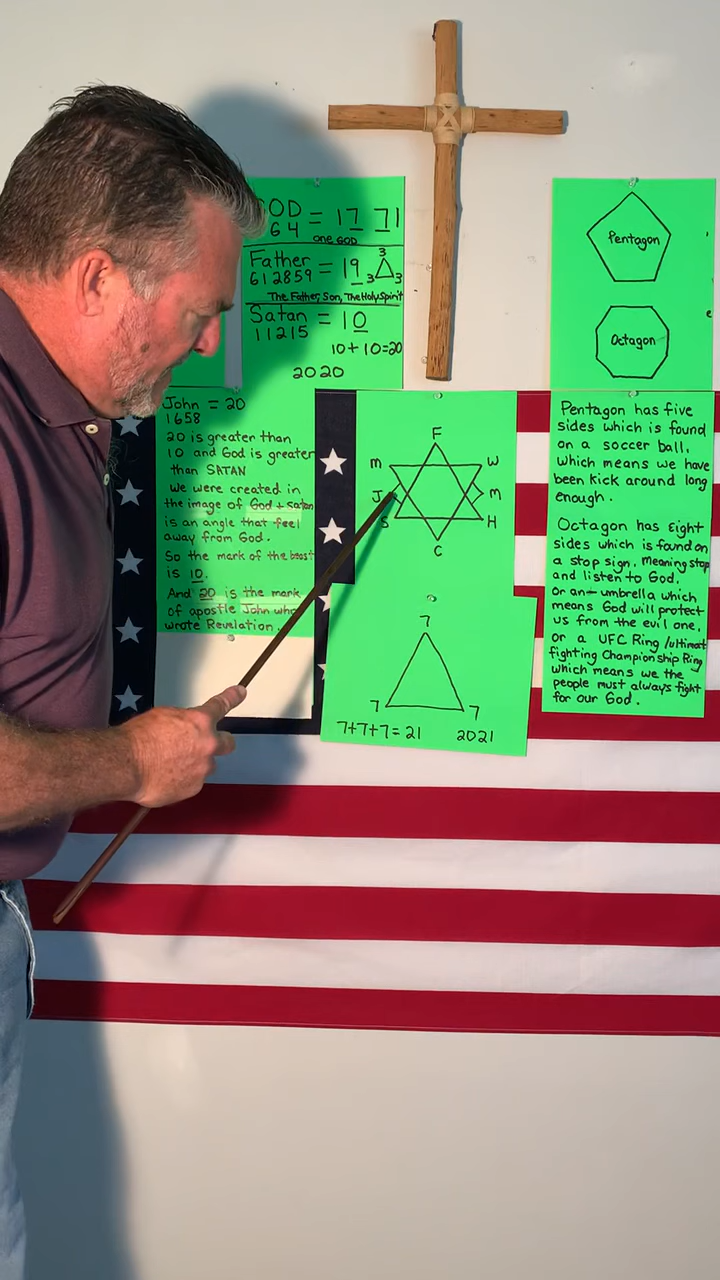 GOD = 17 71
64
one GOD
Father = 19 3 3 3
612859
The Father, Son, The Holy Spirit
Satan = 10
11215
10+10=20
2020
John = 20
1658
20 is greater than
10 and God is greater
than SATAN
We were created in
the image of God + satan
is an angle that feel
away from God.
So the mark of the beast
is 10.
And 20 is the mark
of apostle John who
wrote Revelation.
F
M W
J M
S H
C
7
7 7
7+7+7=21 2021
Pentagon
Octagon
Pentagon has five
sides which is found
on a soccer ball,
which means we have
been kick around long
enough.
Octagon has Eight
sides which is found on
a stop sign, Meaning stop
and listen to God.
Or an umbrella which
means God will protect
us from the evil one,
or a UFC Ring/ultimate
fighting Championship Ring
which means we the
people must always fight
for our God.